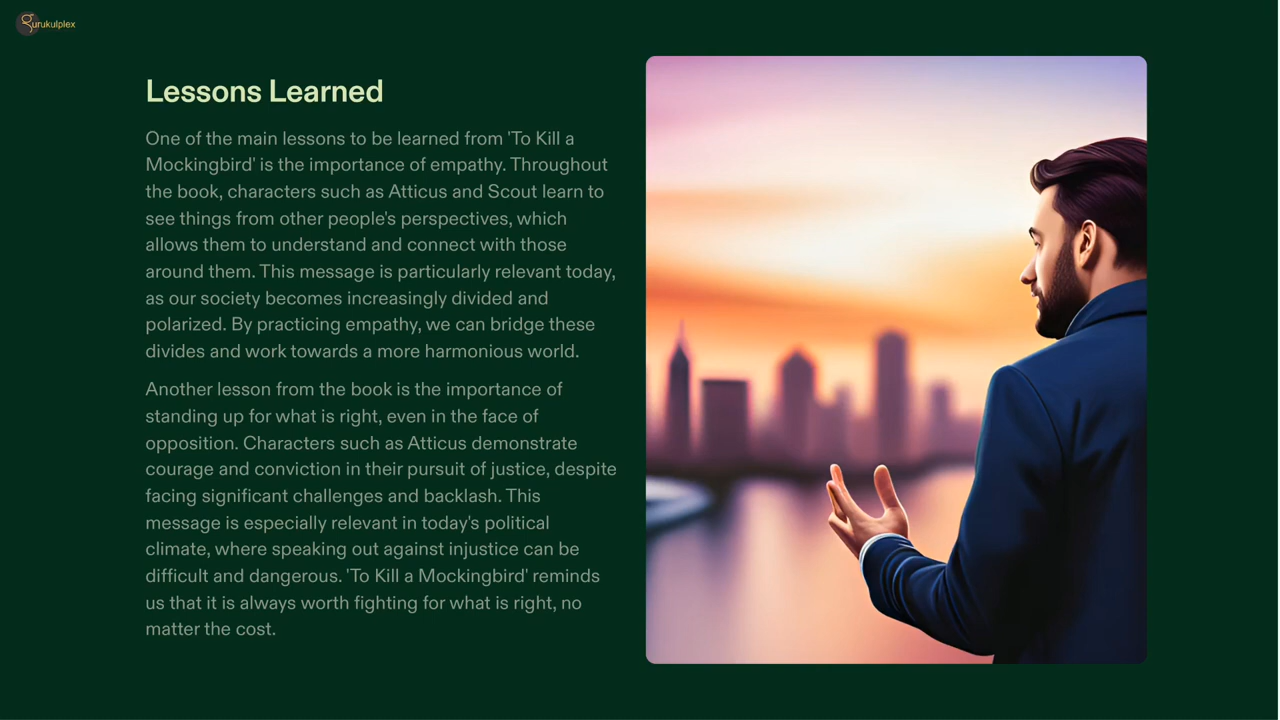 gurukulplex
Lessons Learned
One of the main lessons to be learned from 'To Kill a
Mockingbird' is the importance of empathy. Throughout
the book, characters such as Atticus and Scout learn to
see things from other people's perspectives, which
allows them to understand and connect with those
around them. This message is particularly relevant today,
as our society becomes increasingly divided and
polarized. By practicing empathy, we can bridge these
divides and work towards a more harmonious world.
Another lesson from the book is the importance of
standing up for what is right, even in the face of
opposition. Characters such as Atticus demonstrate
courage and conviction in their pursuit of justice, despite
facing significant challenges and backlash. This
message is especially relevant in today's political
climate, where speaking out against injustice can be
difficult and dangerous. 'To Kill a Mockingbird' reminds
us that it is always worth fighting for what is right, no
matter the cost.